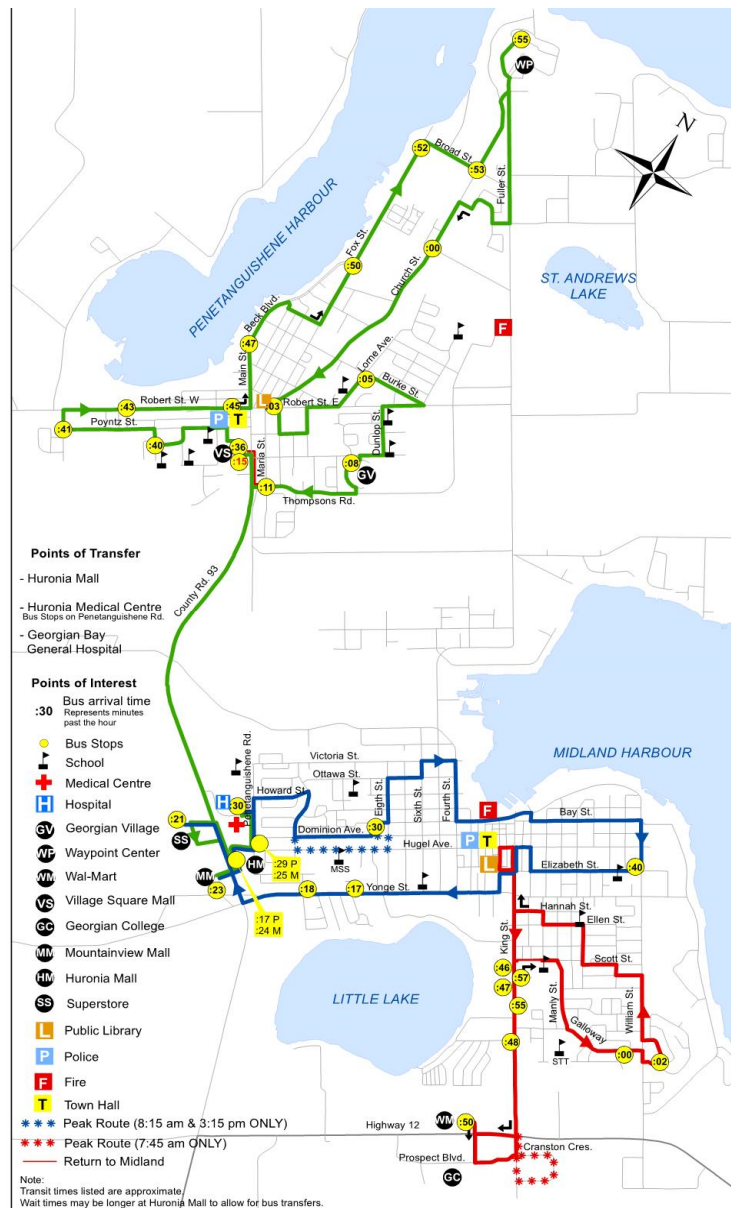 :55
WP
N
:52
Broad St.
:53
Fuller St.
PENETANGUISHENE HARBOUR
Fox St.
:00
Church St.
:50
ST. ANDREWS
LAKE
Beck Blvd.
F
:47
Main St.
Lorne Ave.
:05
Burke St.
Robert St. W
:43
:45
L
:03
Robert St. E
Poyntz St.
:41
P
T
Dunlop St.
:40
:36
VS
:15
Maria St.
:08
GV
:11
Thompsons Rd.
Points of Transfer
- Huronia Mall
- Huronia Medical Centre
Bus Stops on Penetanguishene Rd.
- Georgian Bay
General Hospital
County Rd. 93
Points of Interest
:30 Bus arrival time
Represents minutes
past the hour
Bus Stops
School
Medical Centre
H Hospital
GV Georgian Village
WP Waypoint Center
WM Wal-Mart
VS Village Square Mall
GC Georgian College
MM Mountainview Mall
HM Huronia Mall
SS Superstore
L Public Library
P Police
F Fire
T Town Hall
Peak Route (8:15 am & 3:15 pm ONLY)
Peak Route (7:45 am ONLY)
Return to Midland
Note:
Transit times listed are approximate.
Wait times may be longer at Huronia Mall to allow for bus transfers.
MIDLAND HARBOUR
Victoria St.
Ottawa St.
Penetanguishene Rd.
Howard St.
H
:30
Eigth St.
Sixth St.
Fourth St.
F
Bay St.
:21
SS
Dominion Ave.
:30
Hugel Ave.
P
T
L
MSS
HM
:29 P
:25 M
MM
:23
Elizabeth St.
:40
:18
:17
Yonge St.
:17 P
:24 M
Hannah St.
Ellen St.
King St.
Scott St.
:46
:57
:47
:55
LITTLE LAKE
Manly St.
William St.
Galloway
:48
STT
:00
:02
WM
:50
Highway 12
Cranston Cres.
Prospect Blvd.
GC